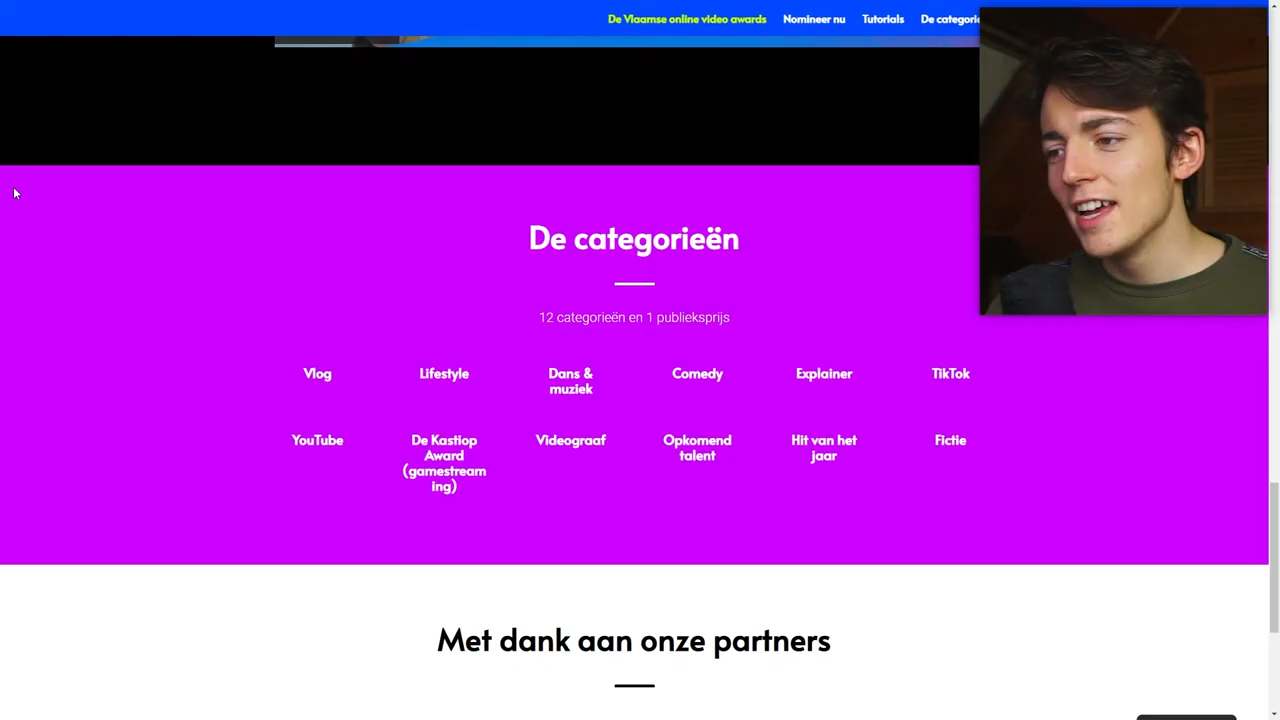 De Vlaamse online video awards
Nomineer nu
Tutorials
De categorieën
12 categorieën en 1 publieksprijs
Vlog
Lifestyle
Dans &
muziek
Comedy
Explainer
TikTok
YouTube
De Kastiop
Award
(gamestream
ing)
Videograaf
Opkomend
talent
Hit van het
jaar
Fictie
Met dank aan onze partners